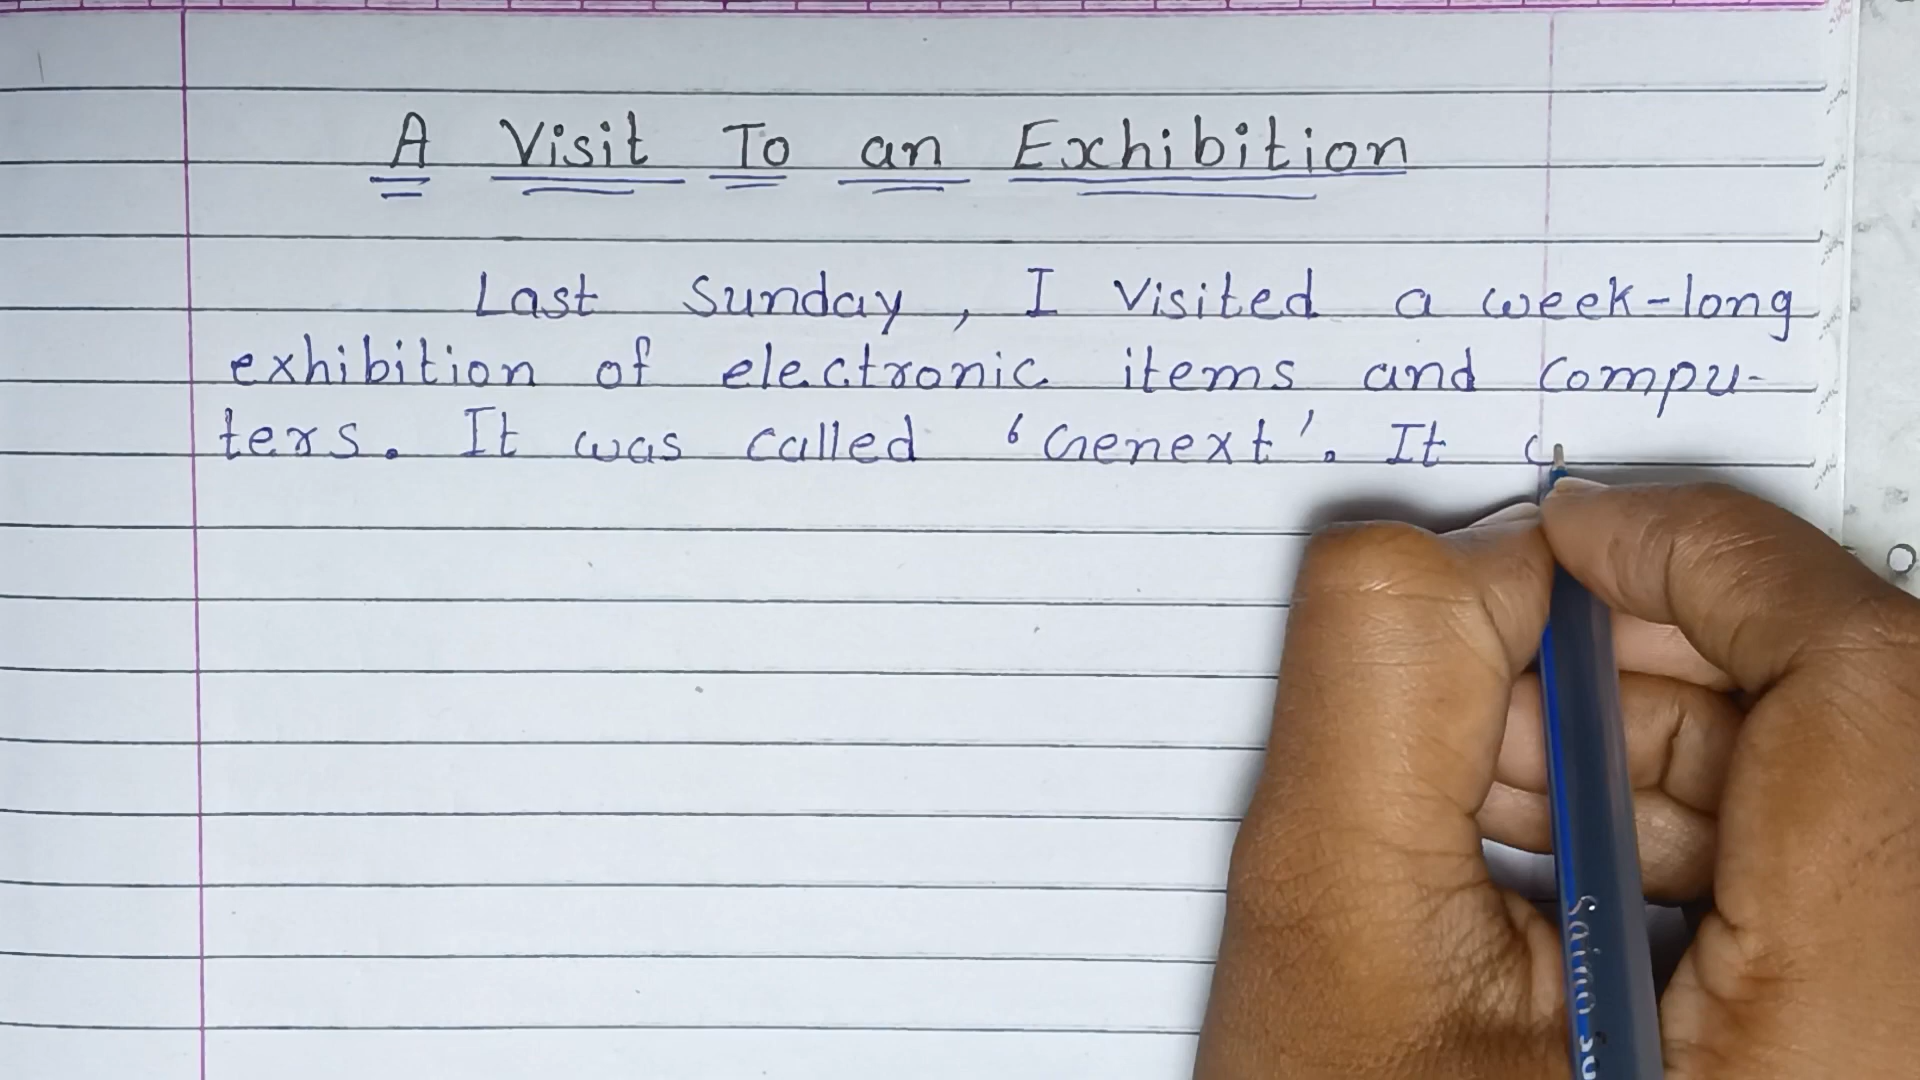 A Visit To an Exhibition
Last Sunday, I visited a week-long
exhibition of electronic items and compu-
ters. It was called ‘Genext’. It